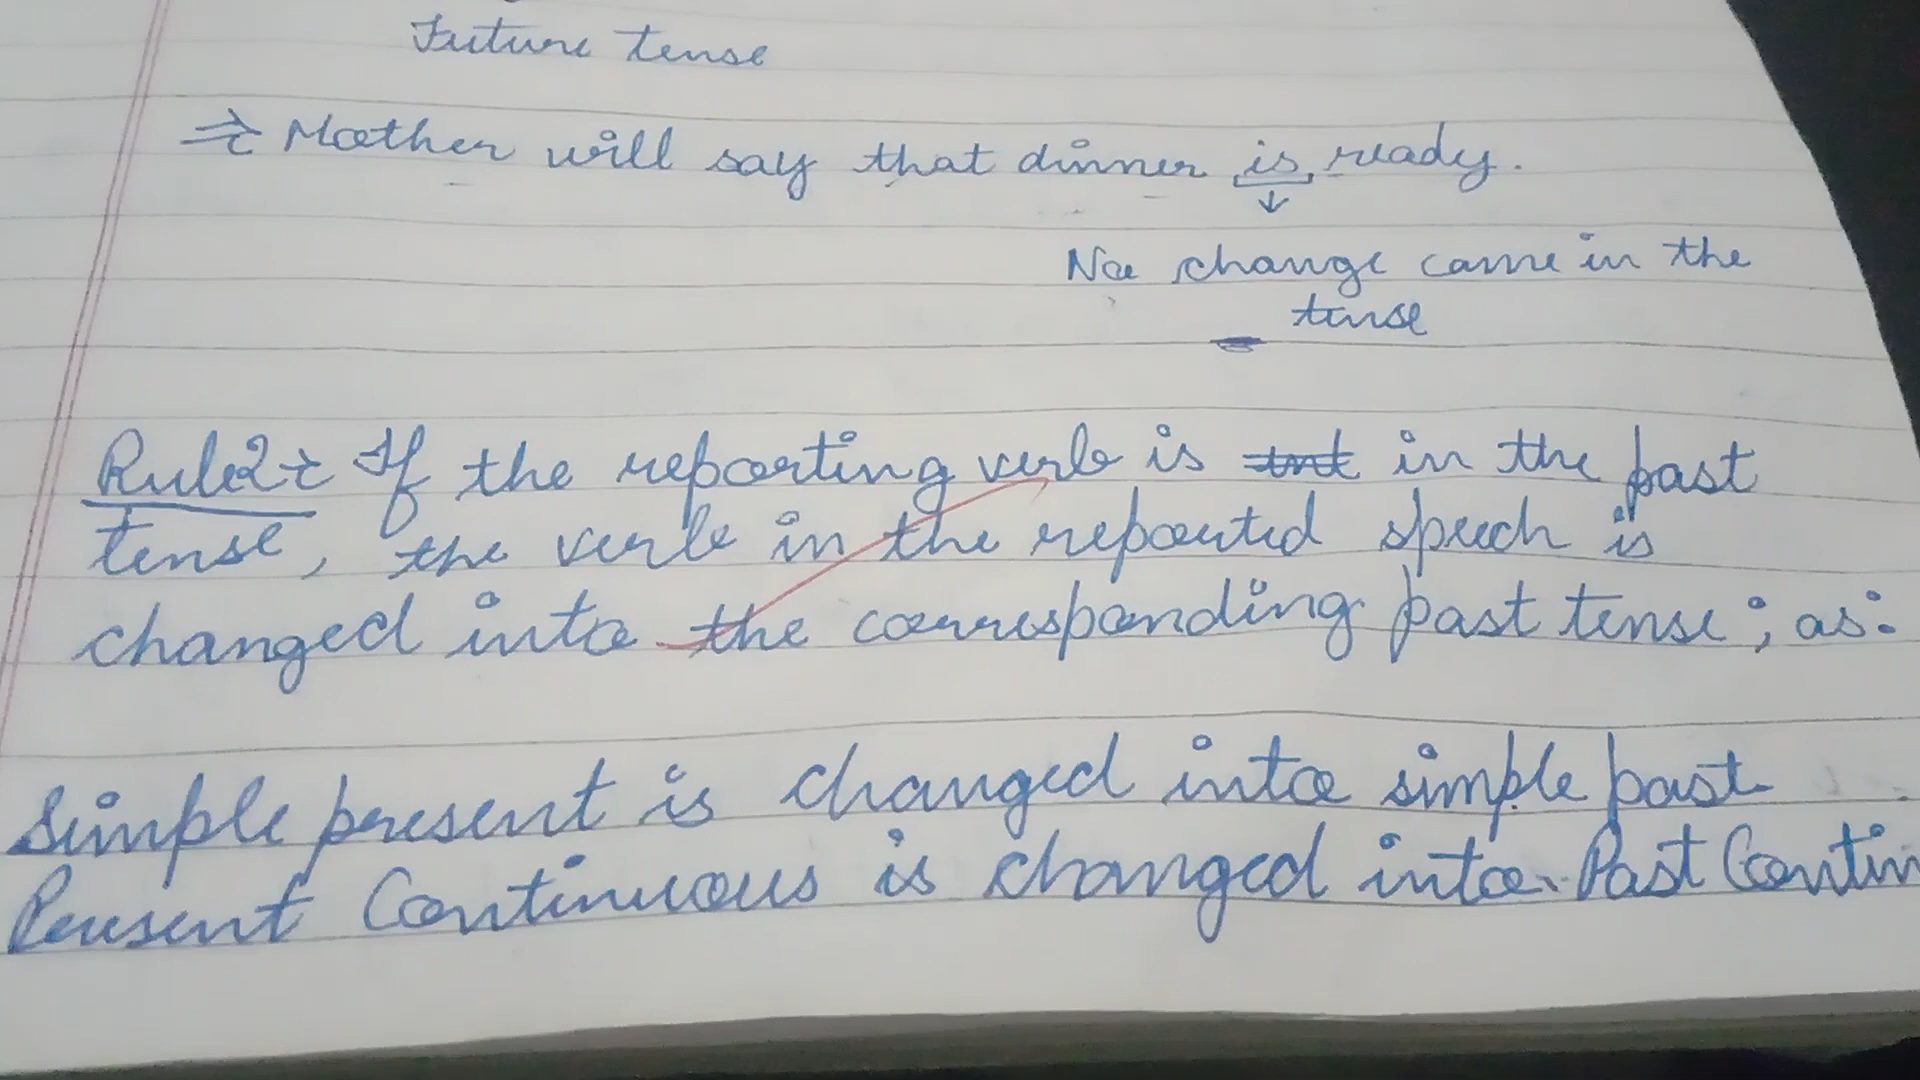 Future tense
⇒ Mother will say that dinner is ready.
↓
No change came in the
tense
Rule2:- If the reporting verb is in the past
tense, the verb in the reported speech is
changed into the corresponding past tense; as:
Simple present is changed into simple past
Present Continuous is changed into Past Contin